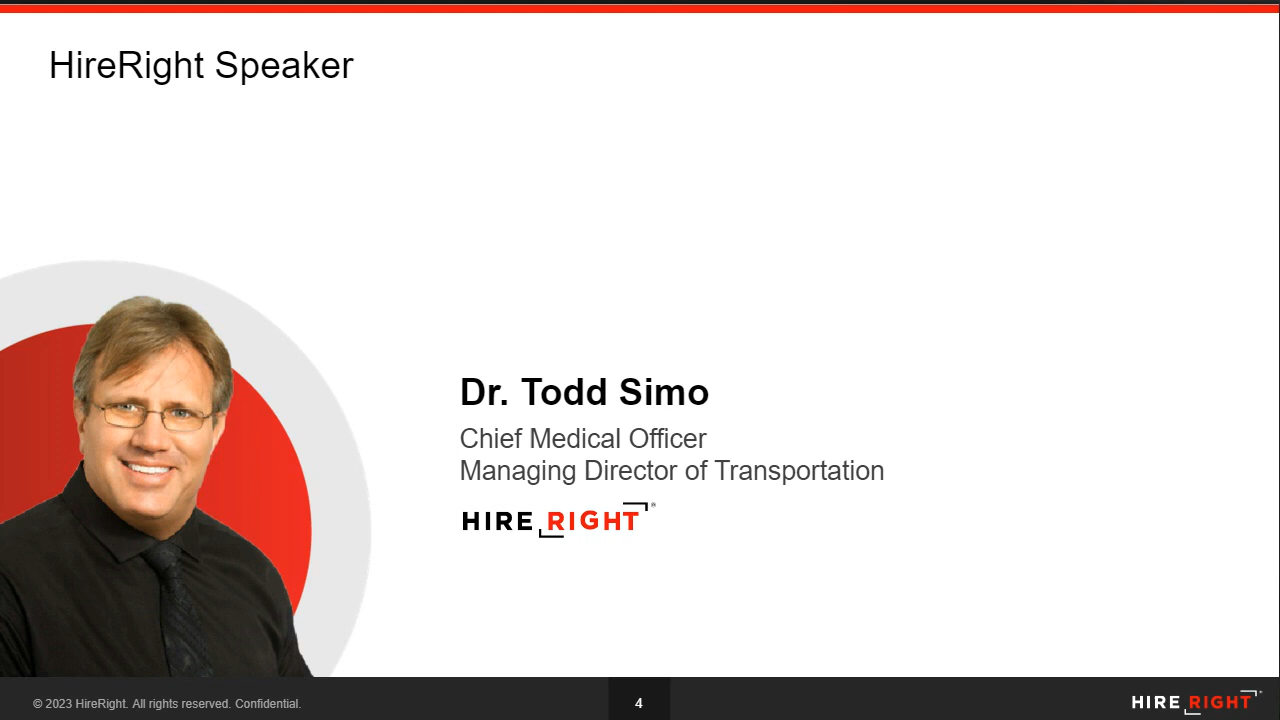 HireRight Speaker
Dr. Todd Simo
Chief Medical Officer
Managing Director of Transportation
HIRE RIGHT®
© 2023 HireRight. All rights reserved. Confidential.
4
HIRE RIGHT®